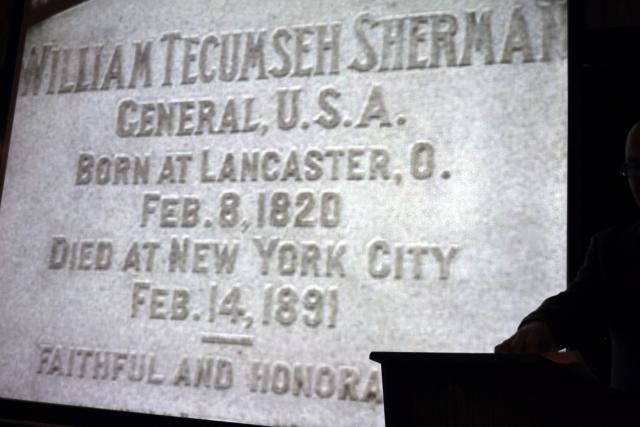 WILLIAM TECUMSEH SHERMAN
GENERAL, U.S.A.
BORN AT LANCASTER, O.
FEB. 8, 1820
DIED AT NEW YORK CITY
FEB. 14, 1891
FAITHFUL AND